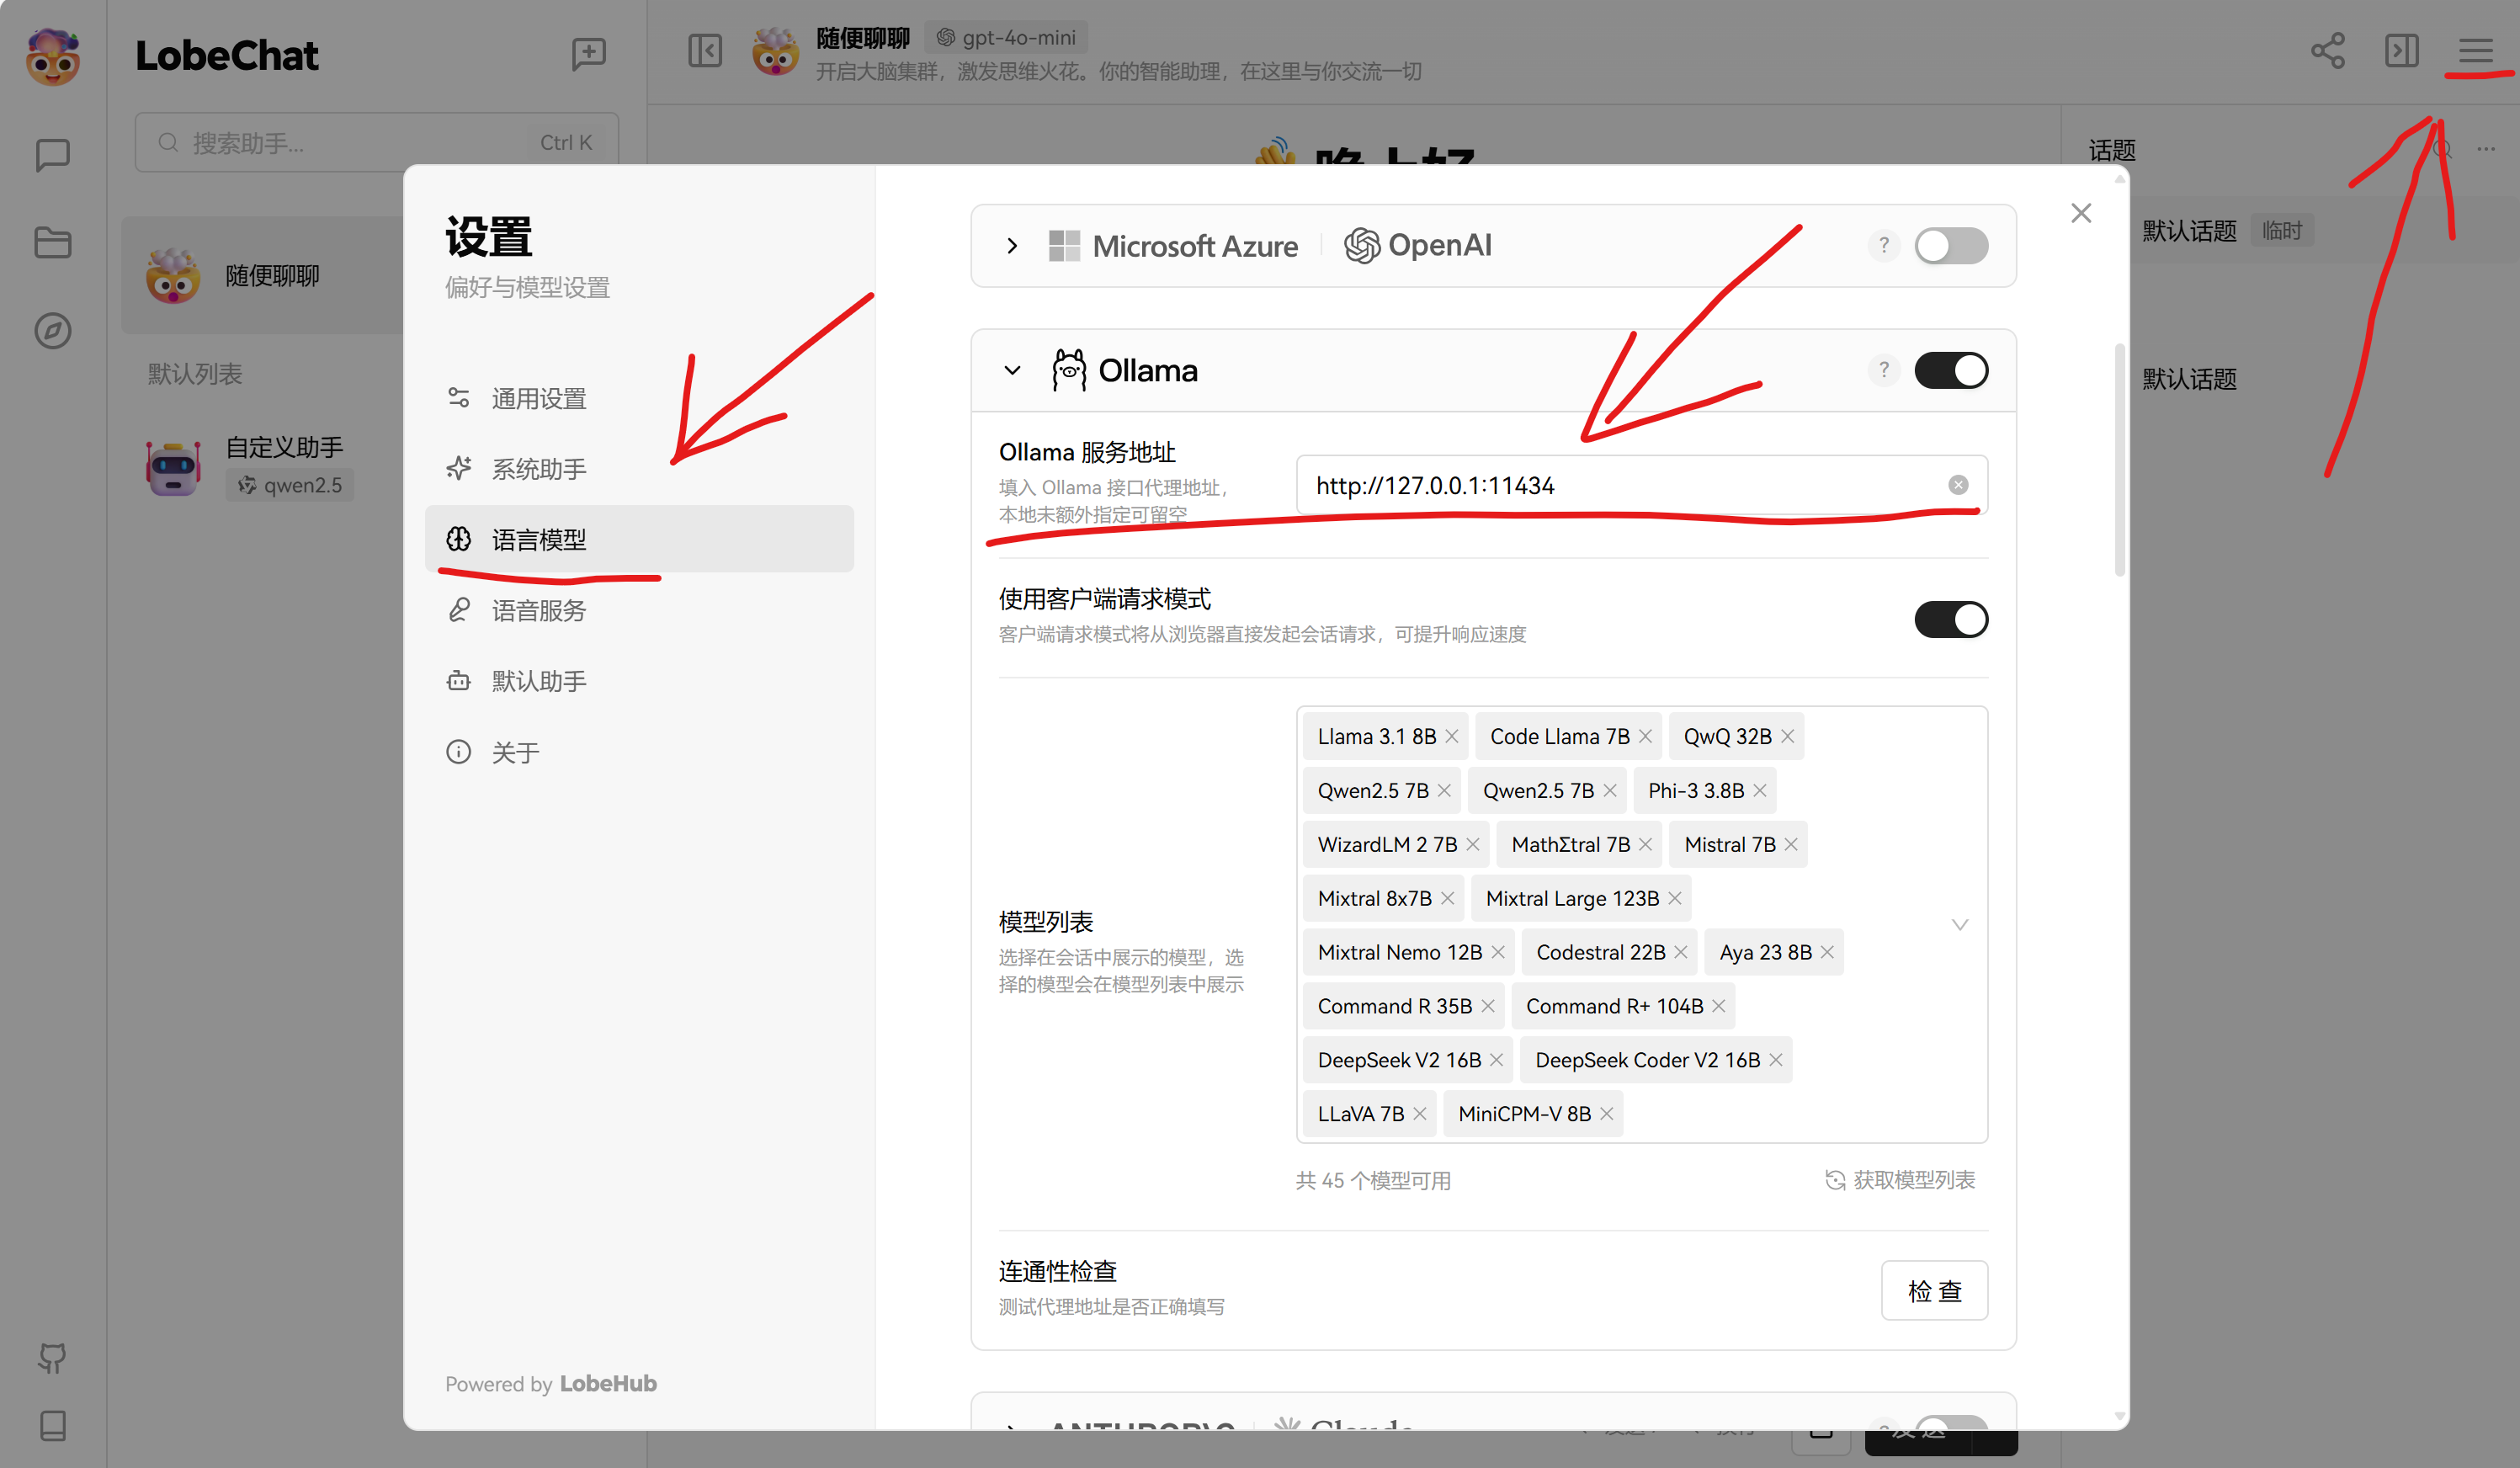 LobeChat
搜索助手...
Ctrl K
随便聊聊
默认列表
自定义助手
qwen2.5
随便聊聊
gpt-4o-mini
开启大脑集群，激发思维火花。你的智能助理，在这里与你交流一切
晚上好
话题
默认话题
临时
默认话题
设置
偏好与模型设置
通用设置
系统助手
语言模型
语音服务
默认助手
关于
Powered by LobeHub
Microsoft Azure
OpenAI
?
Ollama
?
Ollama 服务地址
填入 Ollama 接口代理地址，
本地未额外指定可留空
http://127.0.0.1:11434
使用客户端请求模式
客户端请求模式将从浏览器直接发起会话请求，可提升响应速度
模型列表
选择在会话中展示的模型，选
择的模型会在模型列表中展示
Llama 3.1 8B
Code Llama 7B
QwQ 32B
Qwen2.5 7B
Qwen2.5 7B
Phi-3 3.8B
WizardLM 2 7B
MathΣtral 7B
Mistral 7B
Mixtral 8x7B
Mixtral Large 123B
Mixtral Nemo 12B
Codestral 22B
Aya 23 8B
Command R 35B
Command R+ 104B
DeepSeek V2 16B
DeepSeek Coder V2 16B
LLaVA 7B
MiniCPM-V 8B
共 45 个模型可用
获取模型列表
连通性检查
测试代理地址是否正确填写
检 查
ANTHROP\C
Claude
?
发 送